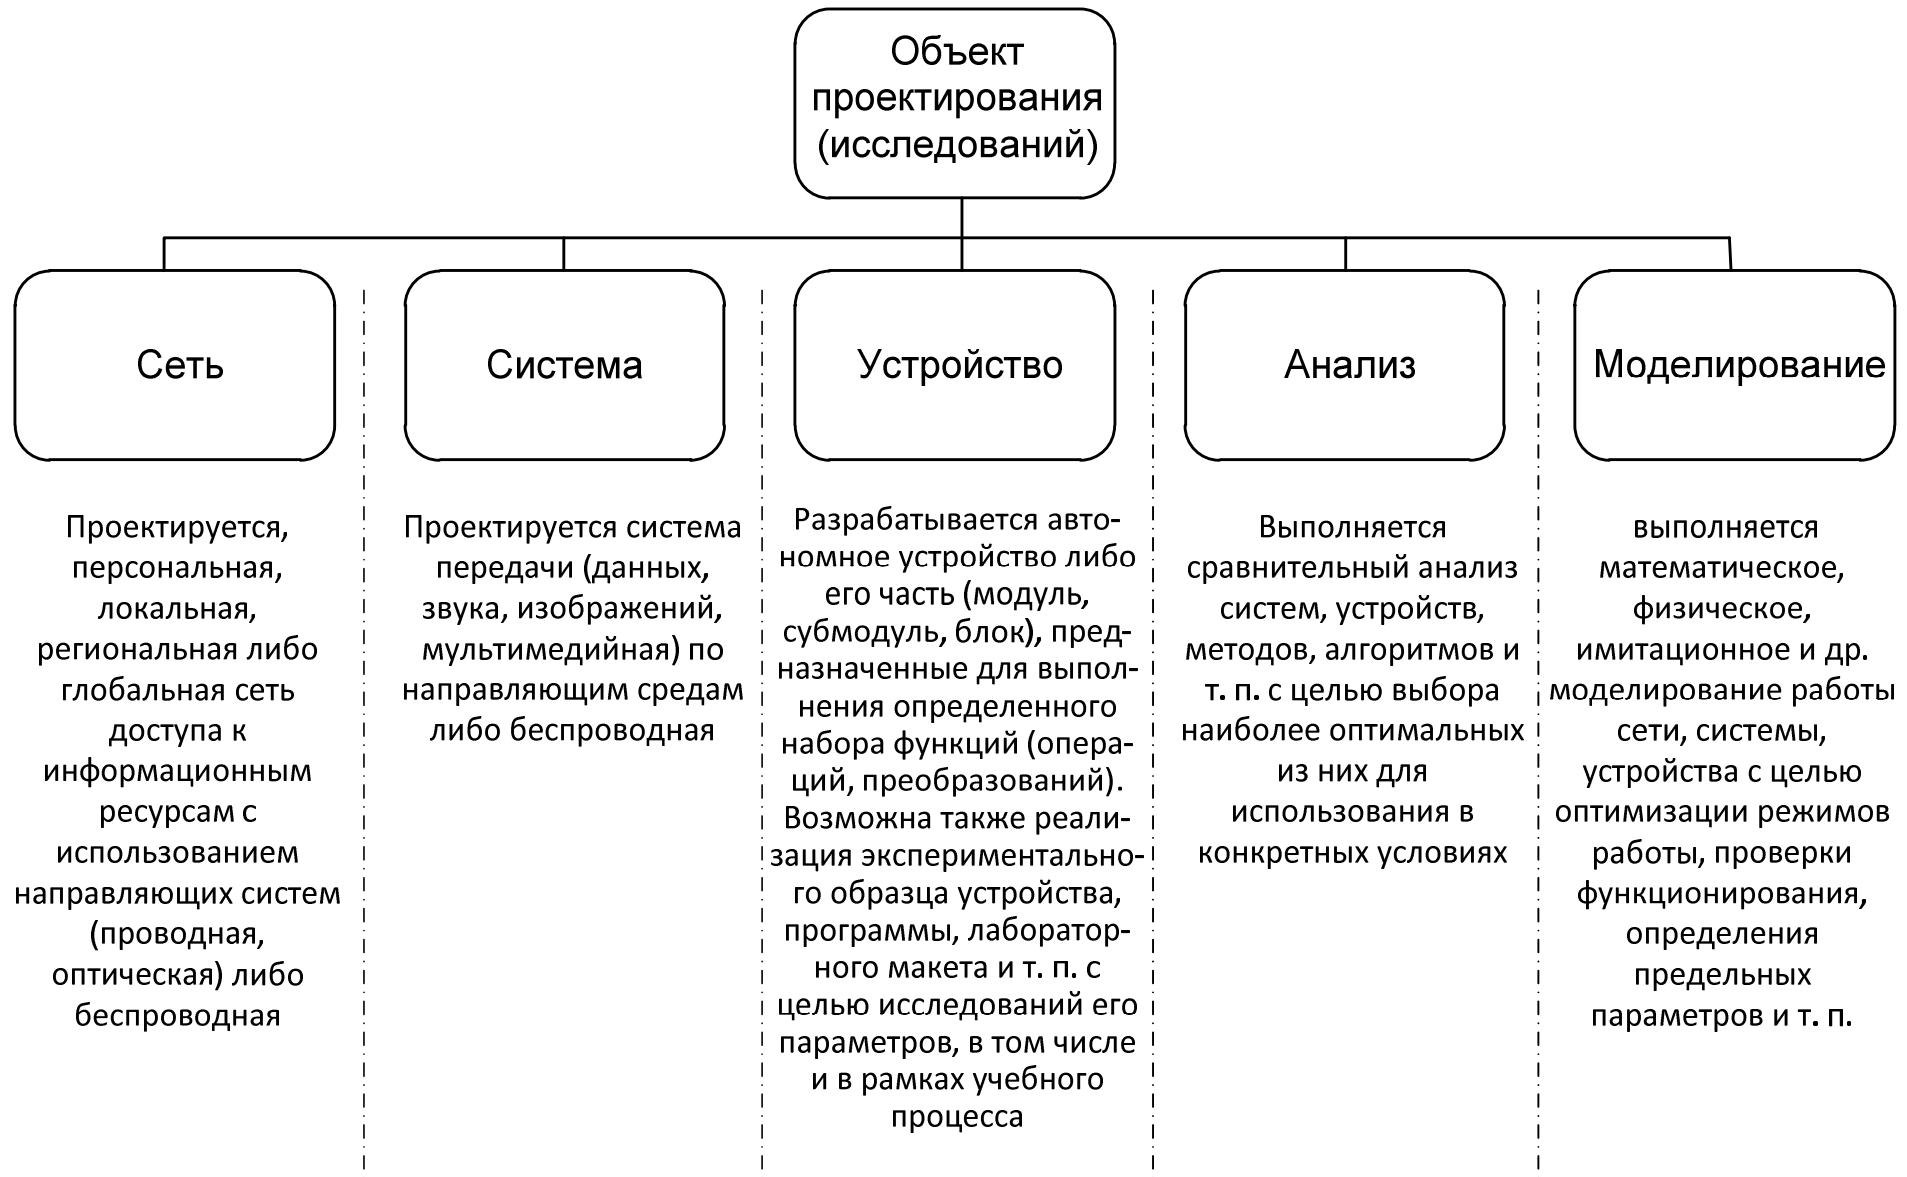 Объект
проектирования
(исследований)
Сеть
Система
Устройство
Анализ
Моделирование
Проектируется,
персональная,
локальная,
региональная либо
глобальная сеть
доступа к
информационным
ресурсам с
использованием
направляющих систем
(проводная,
оптическая) либо
беспроводная
Проектируется система
передачи (данных,
звука, изображений,
мультимедийная) по
направляющим средам
либо беспроводная
Разрабатывается авто-
номное устройство либо
его часть (модуль,
субмодуль, блок), пред-
назначенные для выпол-
нения определенного
набора функций (опера-
ций, преобразований).
Возможна также реали-
зация экспериментально-
го образца устройства,
программы, лаборатор-
ного макета и т. п. с
целью исследований его
параметров, в том числе
и в рамках учебного
процесса
Выполняется
сравнительный анализ
систем, устройств,
методов, алгоритмов и
т. п. с целью выбора
наиболее оптимальных
из них для
использования в
конкретных условиях
выполняется
математическое,
физическое,
имитационное и др.
моделирование работы
сети, системы,
устройства с целью
оптимизации режимов
работы, проверки
функционирования,
определения
предельных
параметров и т. п.